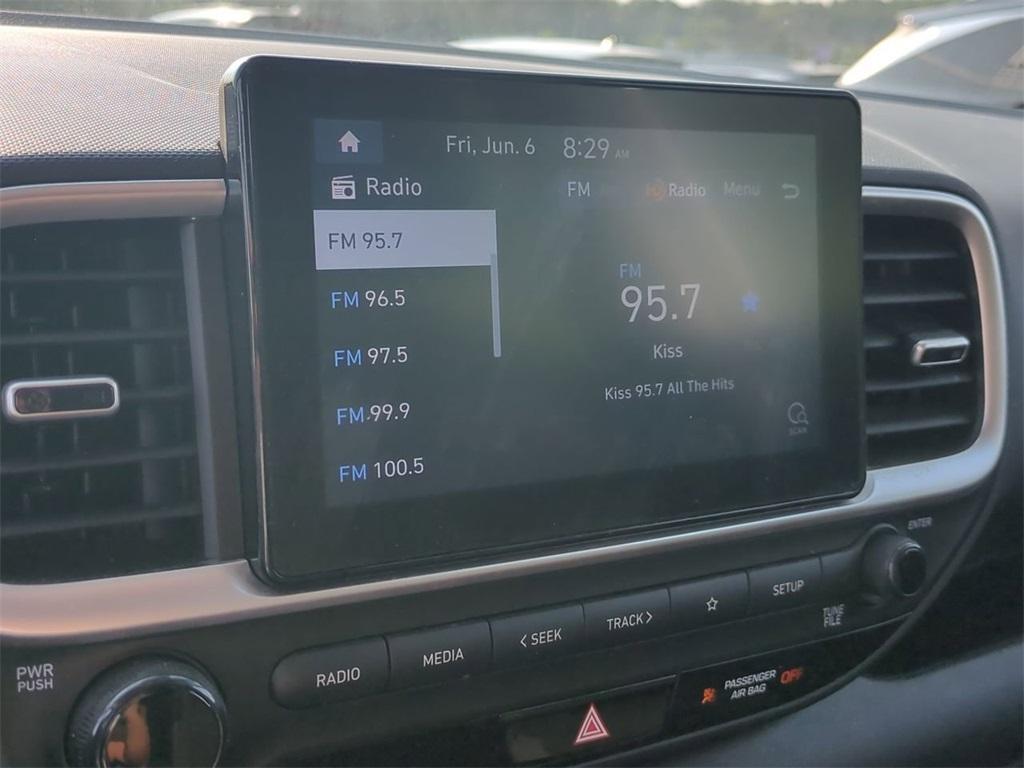 Fri, Jun. 6 8:29 AM
Radio
FM HD Radio Menu
FM 95.7
FM 96.5
FM 97.5
FM 99.9
FM 100.5
FM
95.7
Kiss
Kiss 95.7 All The Hits
SCAN
ENTER
TUNE
FILE
PWR
PUSH
RADIO
MEDIA
< SEEK
TRACK >
SETUP
PASSENGER
AIR BAG
OFF